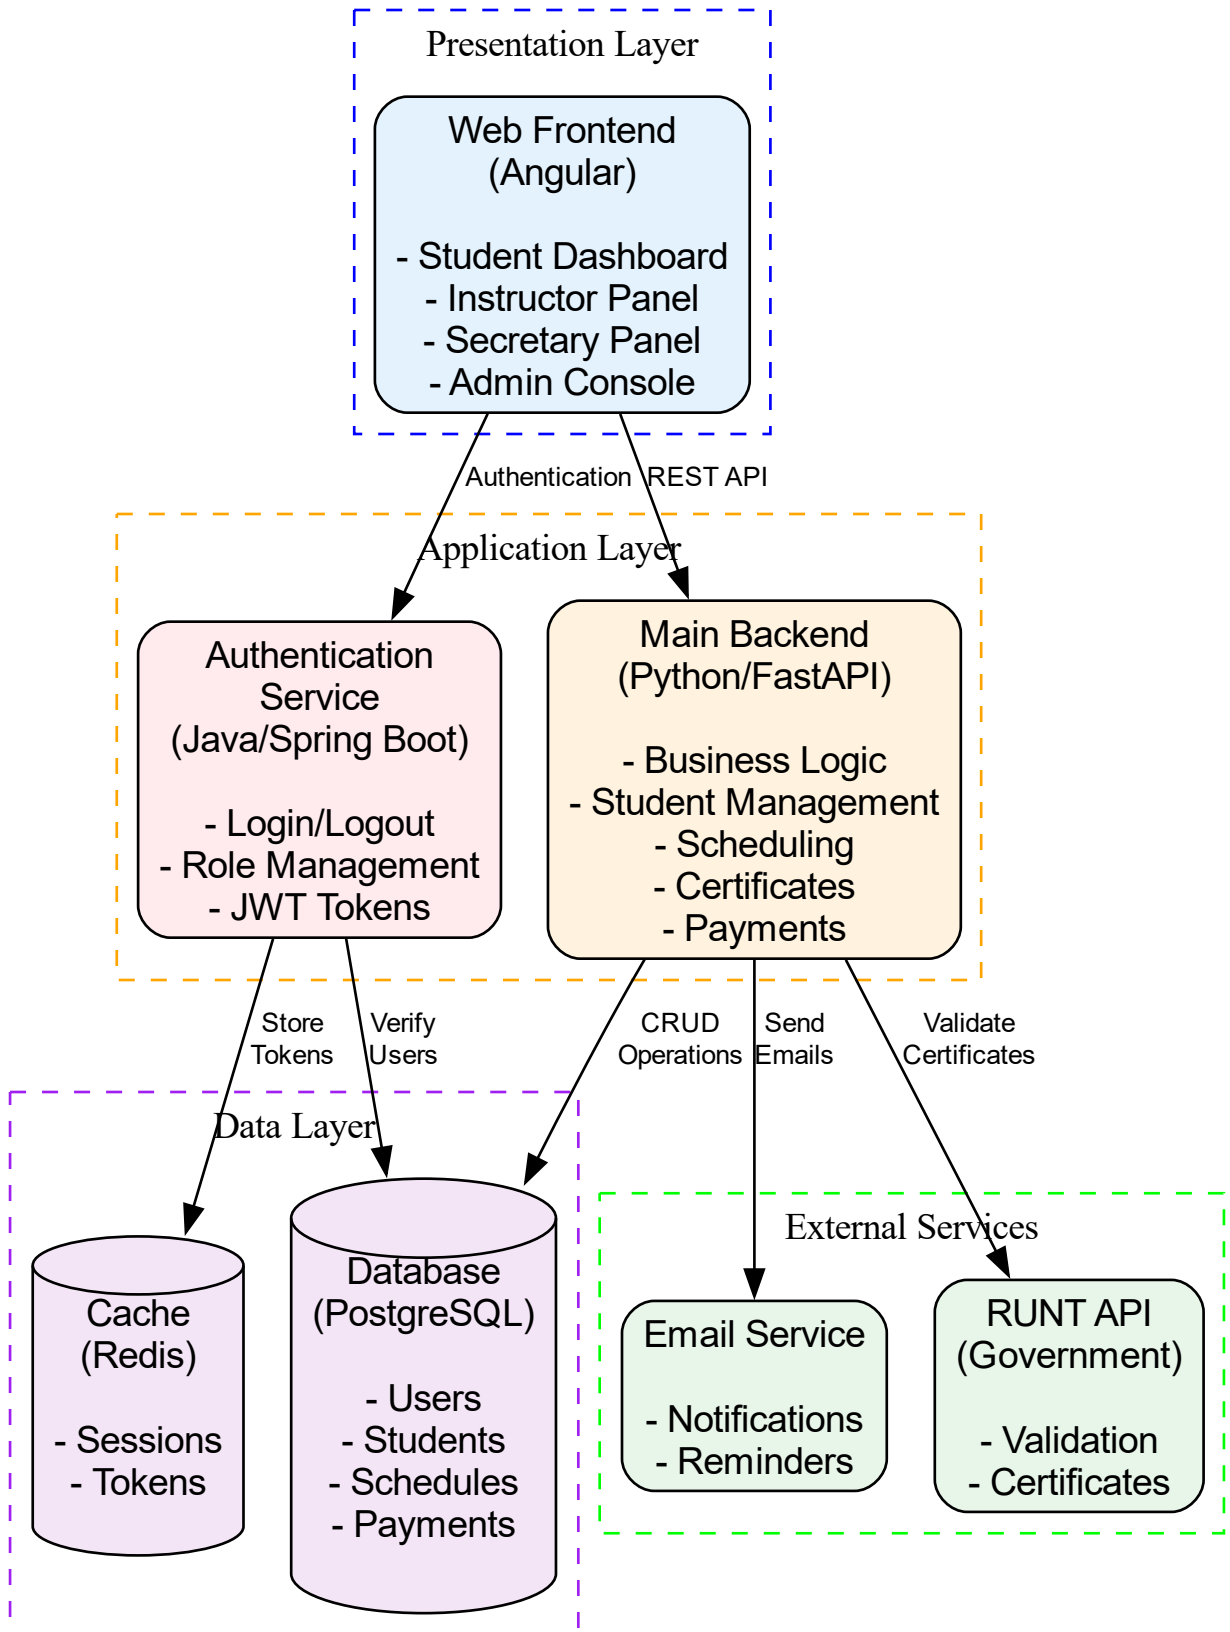 Presentation Layer
Web Frontend
(Angular)
- Student Dashboard
- Instructor Panel
- Secretary Panel
- Admin Console
Authentication
REST API
Application Layer
Authentication
Service
(Java/Spring Boot)
- Login/Logout
- Role Management
- JWT Tokens
Main Backend
(Python/FastAPI)
- Business Logic
- Student Management
- Scheduling
- Certificates
- Payments
Store
Tokens
Verify
Users
CRUD
Operations
Send
Emails
Validate
Certificates
Data Layer
Cache
(Redis)
- Sessions
- Tokens
Database
(PostgreSQL)
- Users
- Students
- Schedules
- Payments
External Services
Email Service
- Notifications
- Reminders
RUNT API
(Government)
- Validation
- Certificates